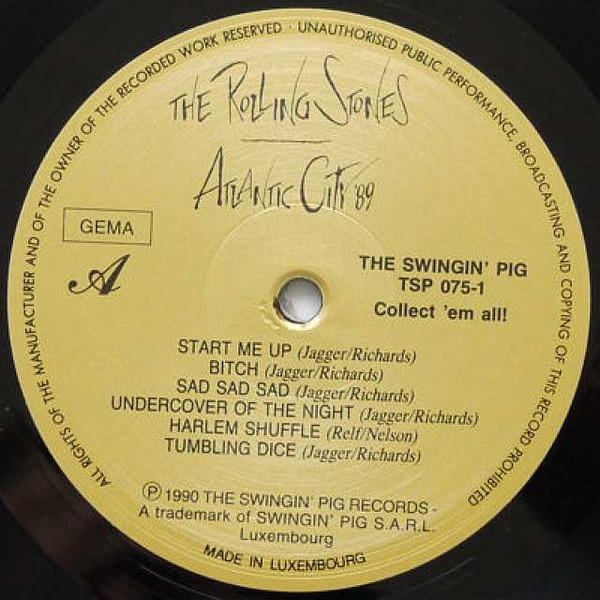 ALL RIGHTS OF THE MANUFACTURER AND OF THE OWNER OF THE RECORDED WORK RESERVED · UNAUTHORISED PUBLIC PERFORMANCE, BROADCASTING AND COPYING OF THIS RECORD PROHIBITED
THE ROLLING STONES
ATLANTIC CITY '89
GEMA
A
THE SWINGIN' PIG
TSP 075-1
Collect 'em all!
START ME UP (Jagger/Richards)
BITCH (Jagger/Richards)
SAD SAD SAD (Jagger/Richards)
UNDERCOVER OF THE NIGHT (Jagger/Richards)
HARLEM SHUFFLE (Relf/Nelson)
TUMBLING DICE (Jagger/Richards)
℗ 1990 THE SWINGIN' PIG RECORDS -
A trademark of SWINGIN' PIG S.A.R.L.
Luxembourg
MADE IN LUXEMBOURG